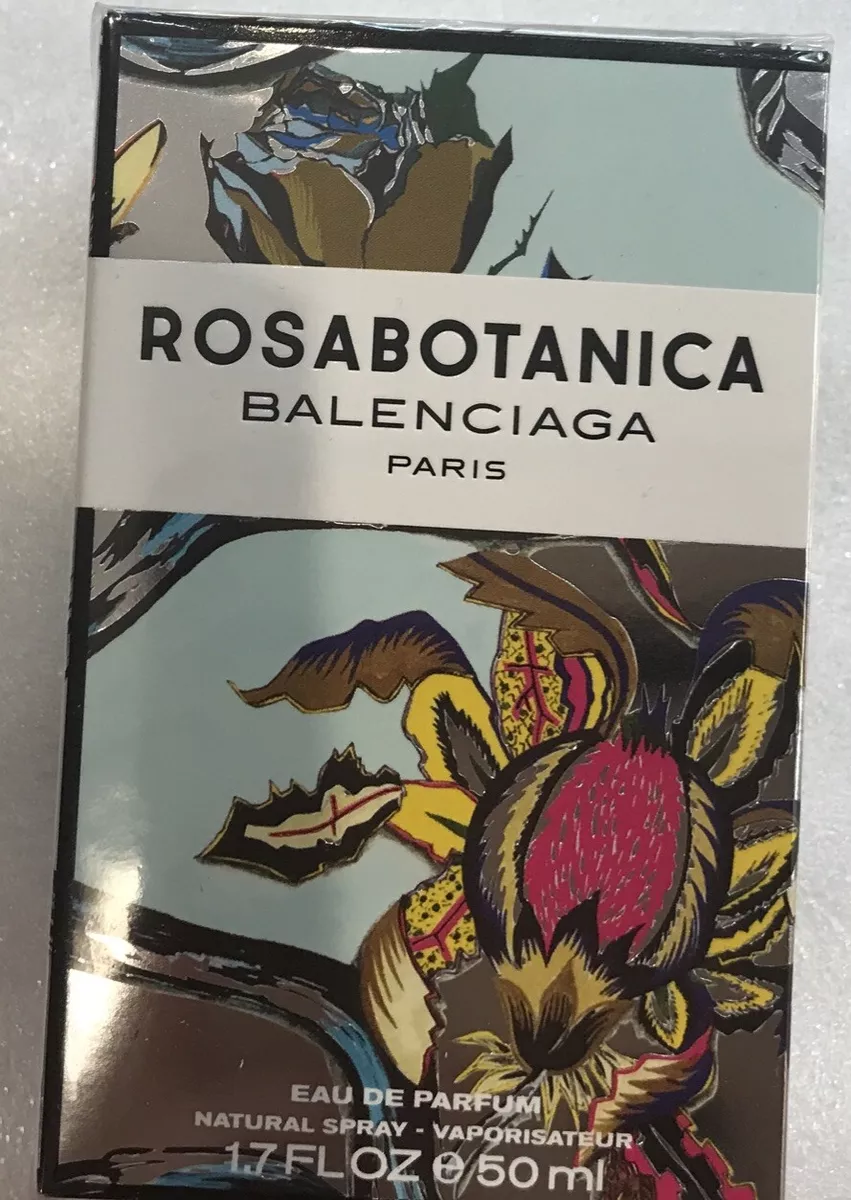 ROSABOTANICA
BALENCIAGA
PARIS
EAU DE PARFUM
NATURAL SPRAY - VAPORISATEUR
1.7 FL OZ e 50 ml